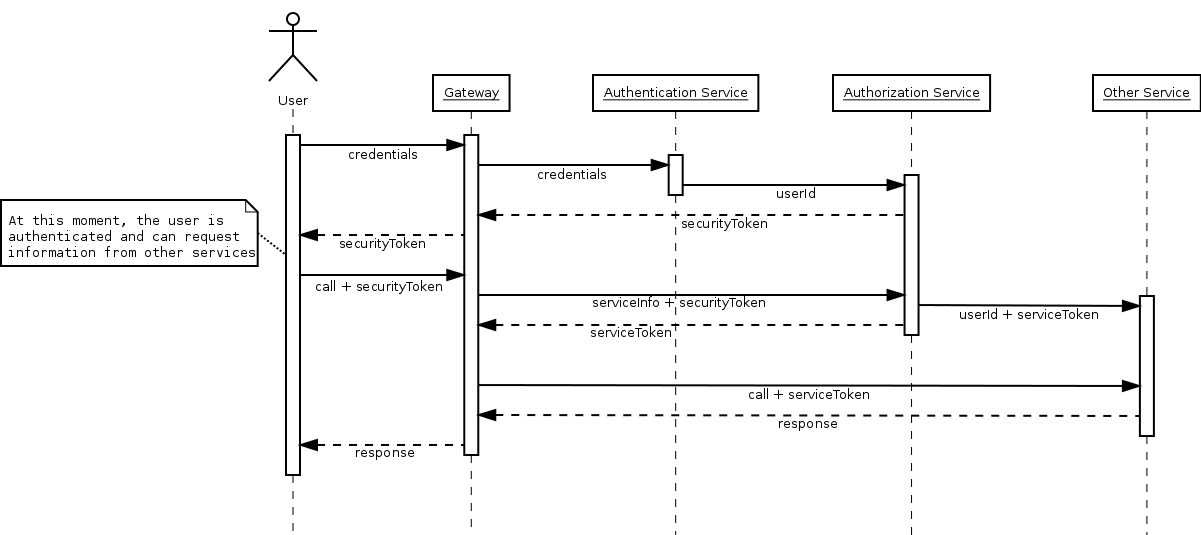 User
Gateway
Authentication Service
Authorization Service
Other Service
credentials
credentials
userId
At this moment, the user is
authenticated and can request
information from other services
securityToken
securityToken
call + securityToken
serviceInfo + securityToken
userId + serviceToken
serviceToken
call + serviceToken
response
response